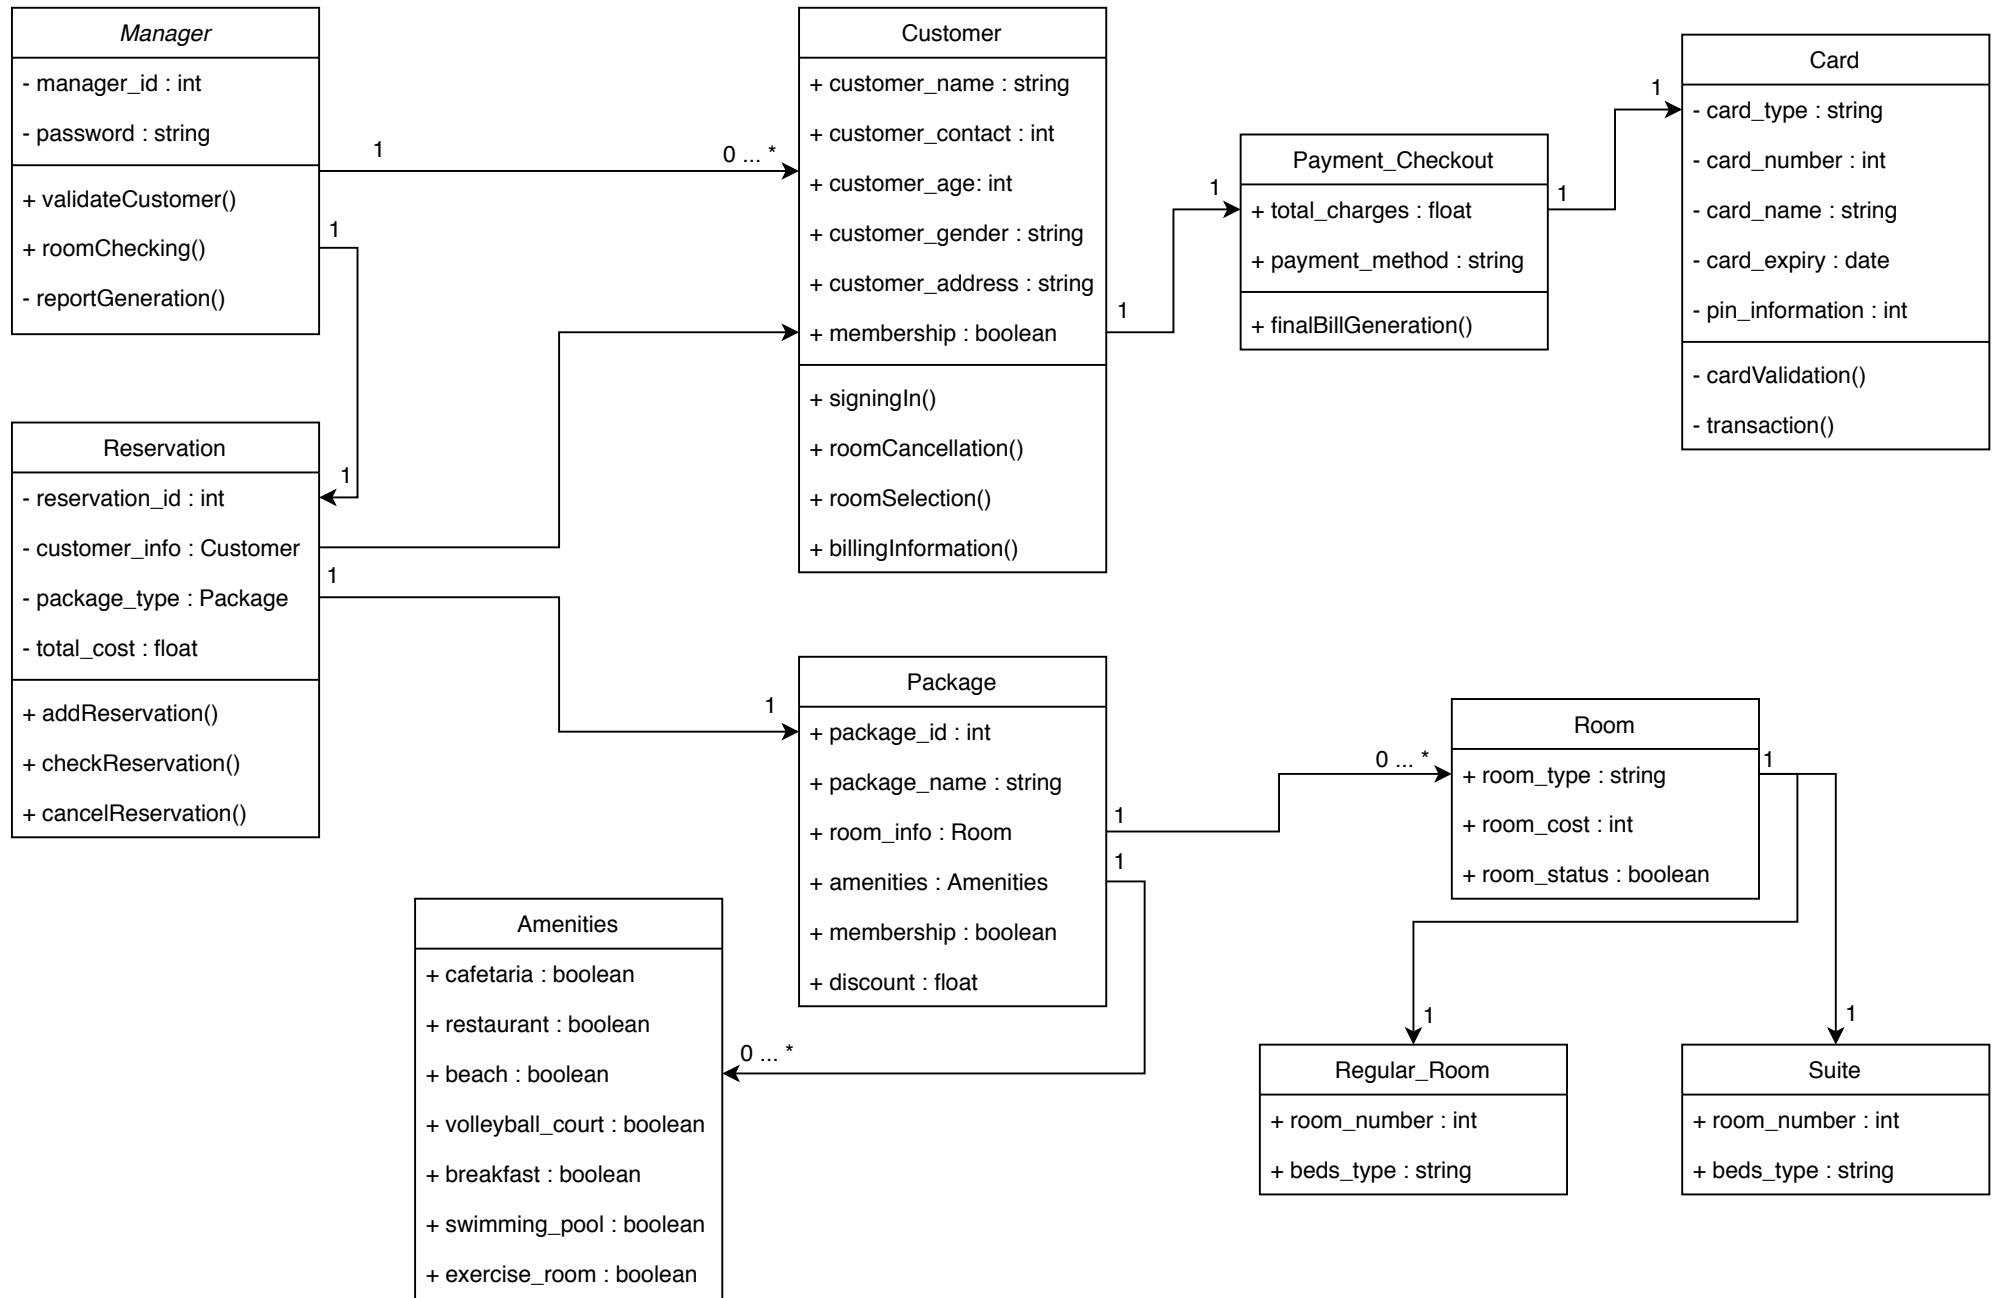 Manager
- manager_id : int
- password : string
+ validateCustomer()
+ roomChecking()
- reportGeneration()
1
0 ... *
1
1
Customer
+ customer_name : string
+ customer_contact : int
+ customer_age: int
+ customer_gender : string
+ customer_address : string
+ membership : boolean
+ signingIn()
+ roomCancellation()
+ roomSelection()
+ billingInformation()
1
1
Payment_Checkout
+ total_charges : float
+ payment_method : string
+ finalBillGeneration()
1
1
Card
- card_type : string
- card_number : int
- card_name : string
- card_expiry : date
- pin_information : int
- cardValidation()
- transaction()
Reservation
- reservation_id : int
- customer_info : Customer
- package_type : Package
- total_cost : float
+ addReservation()
+ checkReservation()
+ cancelReservation()
1
1
Package
+ package_id : int
+ package_name : string
+ room_info : Room
+ amenities : Amenities
+ membership : boolean
+ discount : float
1
0 ... *
1
0 ... *
Room
+ room_type : string
+ room_cost : int
+ room_status : boolean
1
1
1
Amenities
+ cafetaria : boolean
+ restaurant : boolean
+ beach : boolean
+ volleyball_court : boolean
+ breakfast : boolean
+ swimming_pool : boolean
+ exercise_room : boolean
Regular_Room
+ room_number : int
+ beds_type : string
Suite
+ room_number : int
+ beds_type : string